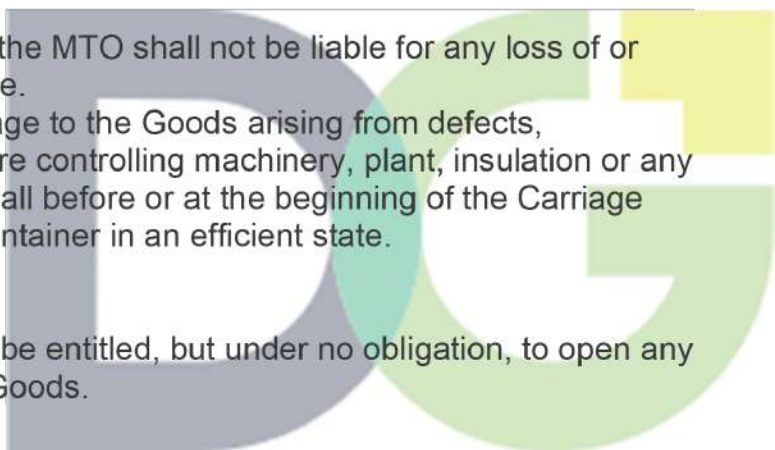 the MTO shall not be liable for any loss of or
e.
ge to the Goods arising from defects,
re controlling machinery, plant, insulation or any
all before or at the beginning of the Carriage
ntainer in an efficient state.
be entitled, but under no obligation, to open any
Goods.
DG